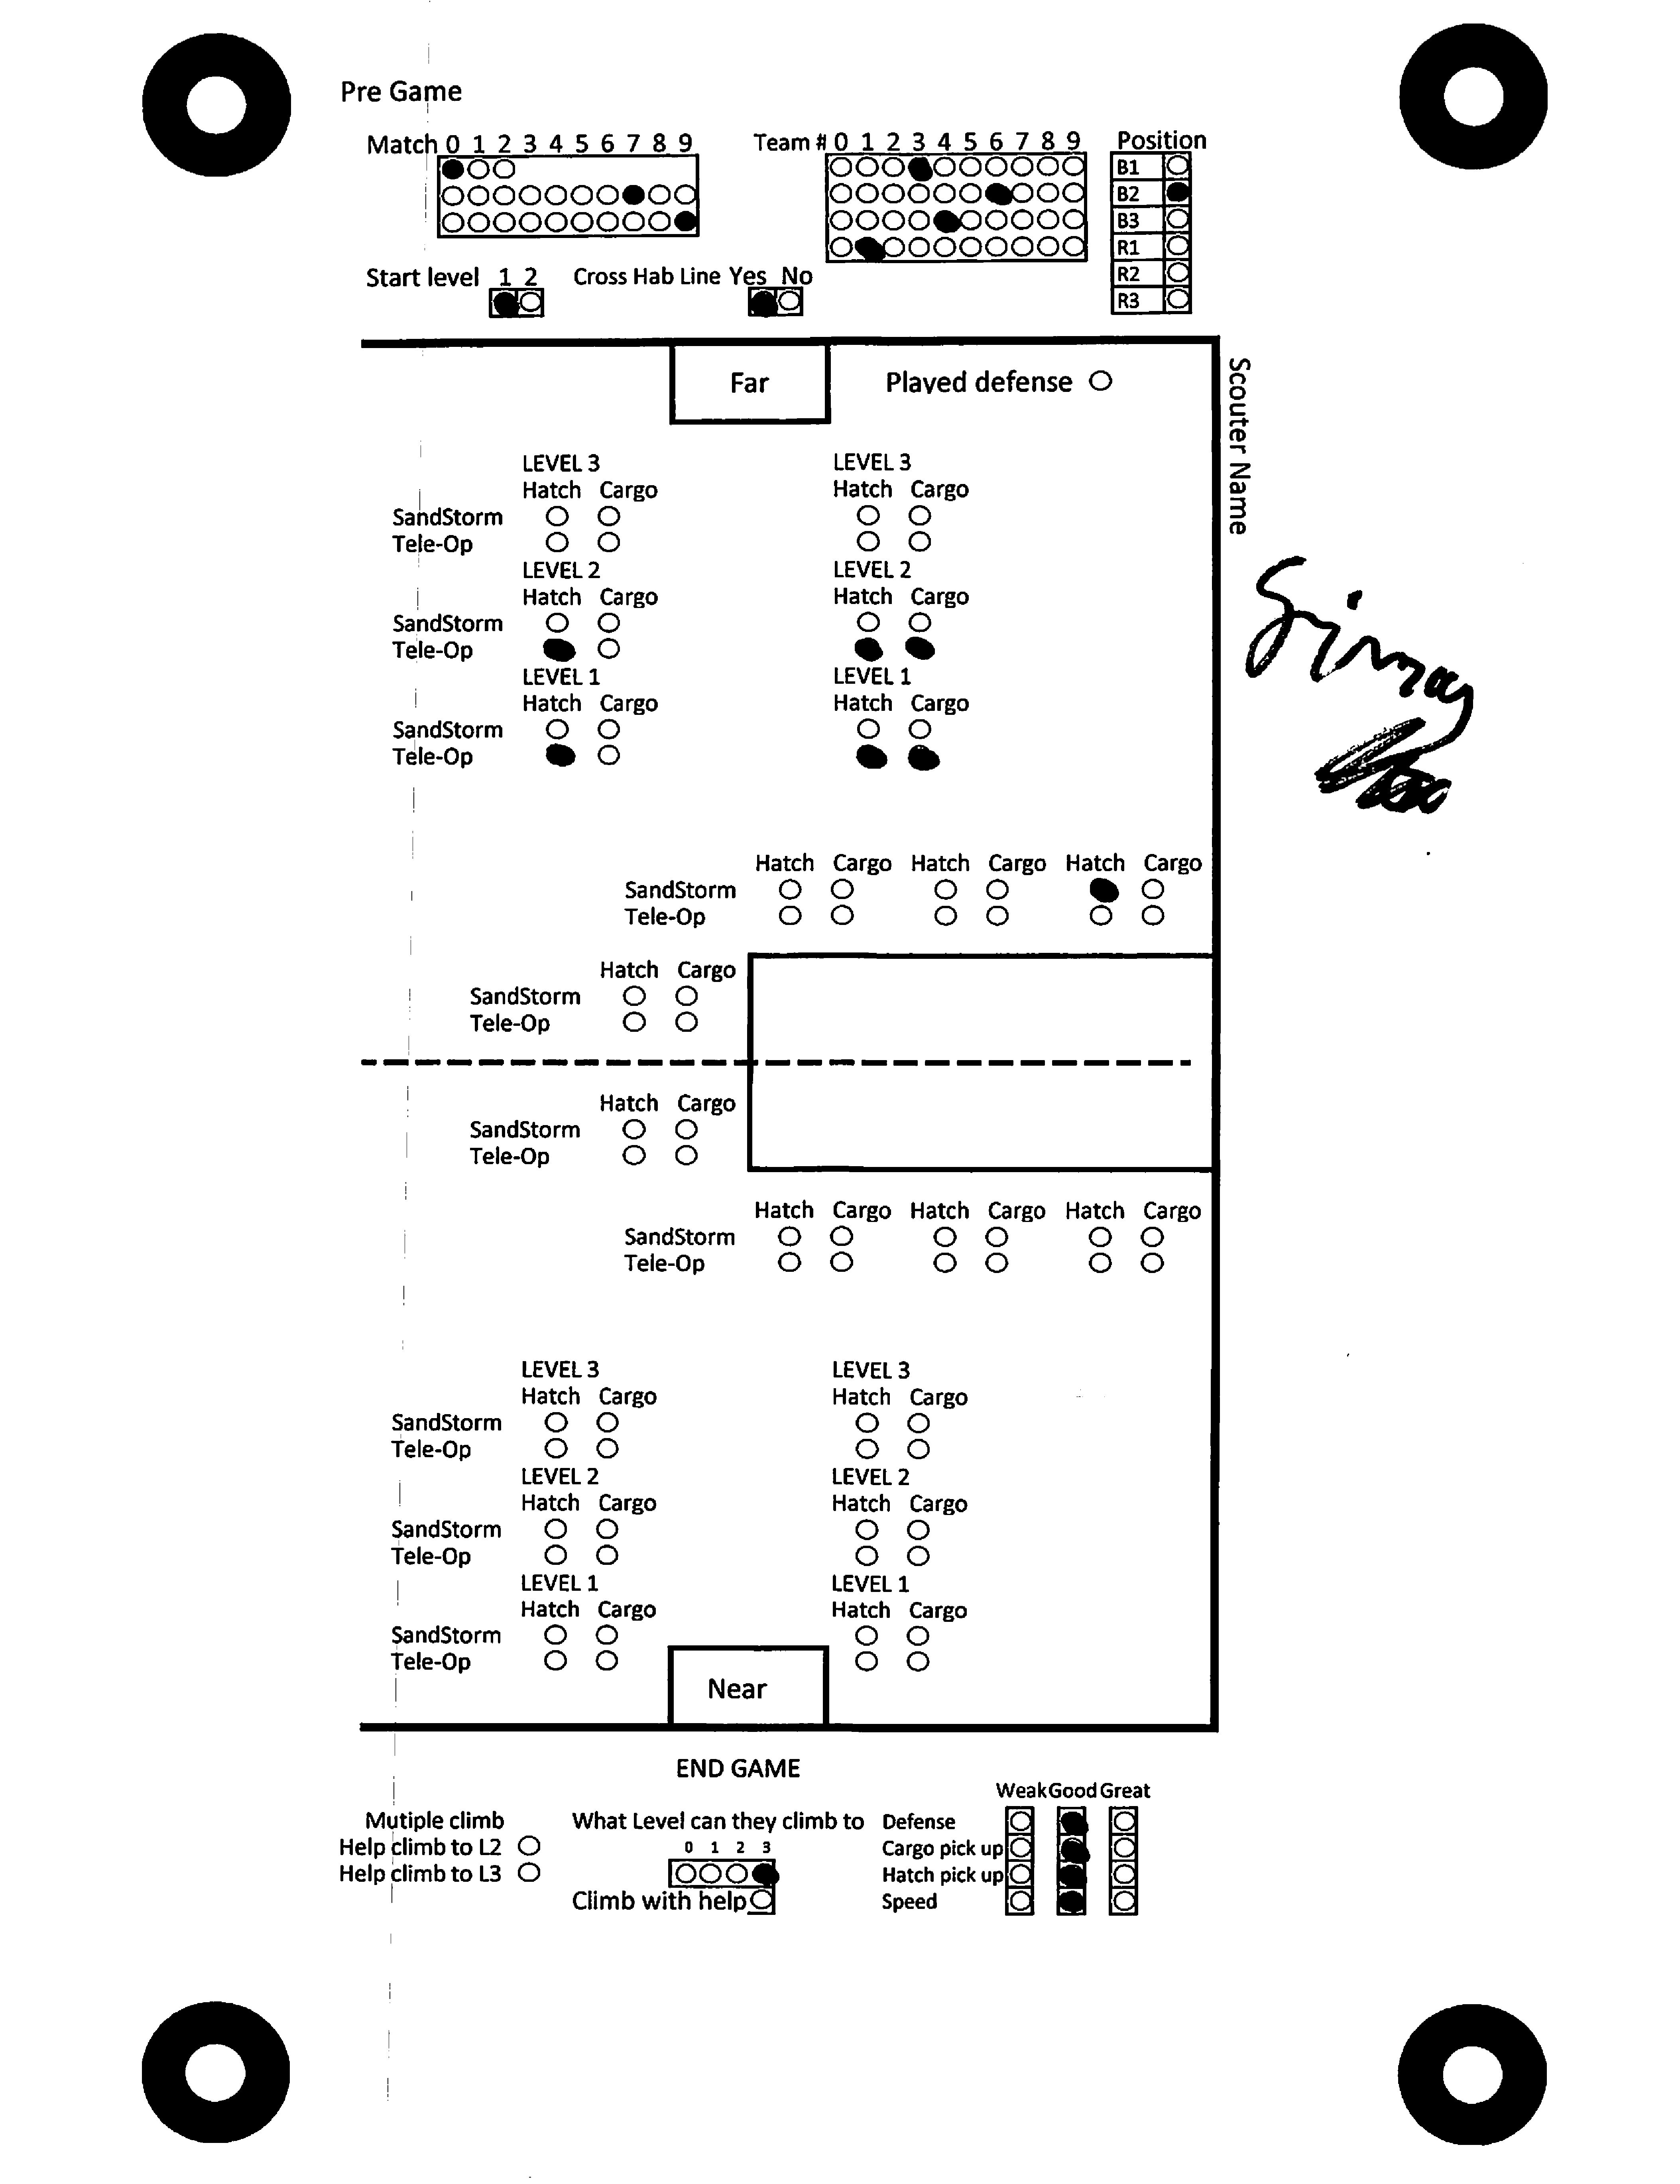 Pre Game
Match 0 1 2 3 4 5 6 7 8 9
Team # 0 1 2 3 4 5 6 7 8 9
Position
B1
B2
B3
R1
R2
R3
Start level 1 2
Cross Hab Line Yes No
Far
Played defense
Scouter Name
LEVEL 3 LEVEL 3
Hatch Cargo Hatch Cargo
SandStorm
Tele-Op
LEVEL 2 LEVEL 2
Hatch Cargo Hatch Cargo
SandStorm
Tele-Op
LEVEL 1 LEVEL 1
Hatch Cargo Hatch Cargo
SandStorm
Tele-Op
Hatch Cargo Hatch Cargo Hatch Cargo
SandStorm
Tele-Op
Hatch Cargo
SandStorm
Tele-Op
Hatch Cargo
SandStorm
Tele-Op
Hatch Cargo Hatch Cargo Hatch Cargo
SandStorm
Tele-Op
LEVEL 3 LEVEL 3
Hatch Cargo Hatch Cargo
SandStorm
Tele-Op
LEVEL 2 LEVEL 2
Hatch Cargo Hatch Cargo
SandStorm
Tele-Op
LEVEL 1 LEVEL 1
Hatch Cargo Hatch Cargo
SandStorm
Tele-Op
Near
END GAME
Mutiple climb
Help climb to L2
Help climb to L3
What Level can they climb to
0 1 2 3
Climb with help
Weak Good Great
Defense
Cargo pick up
Hatch pick up
Speed